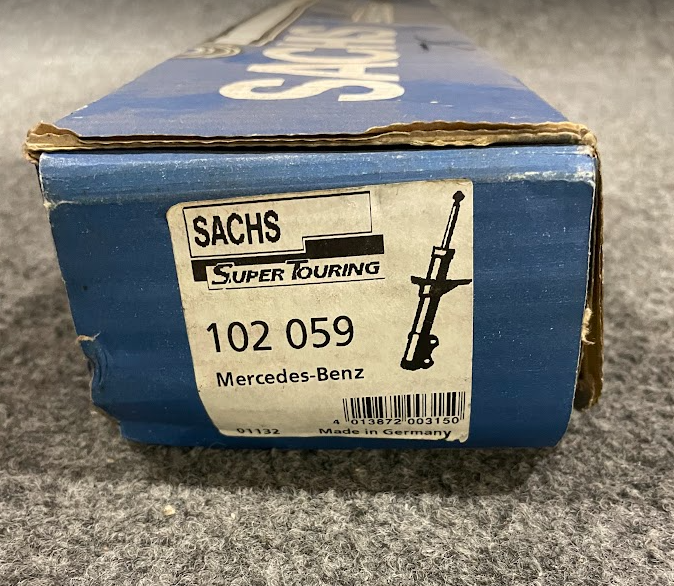 SACHS
SACHS
SUPER TOURING
102 059
Mercedes-Benz
4 013872 003150
01132 Made in Germany